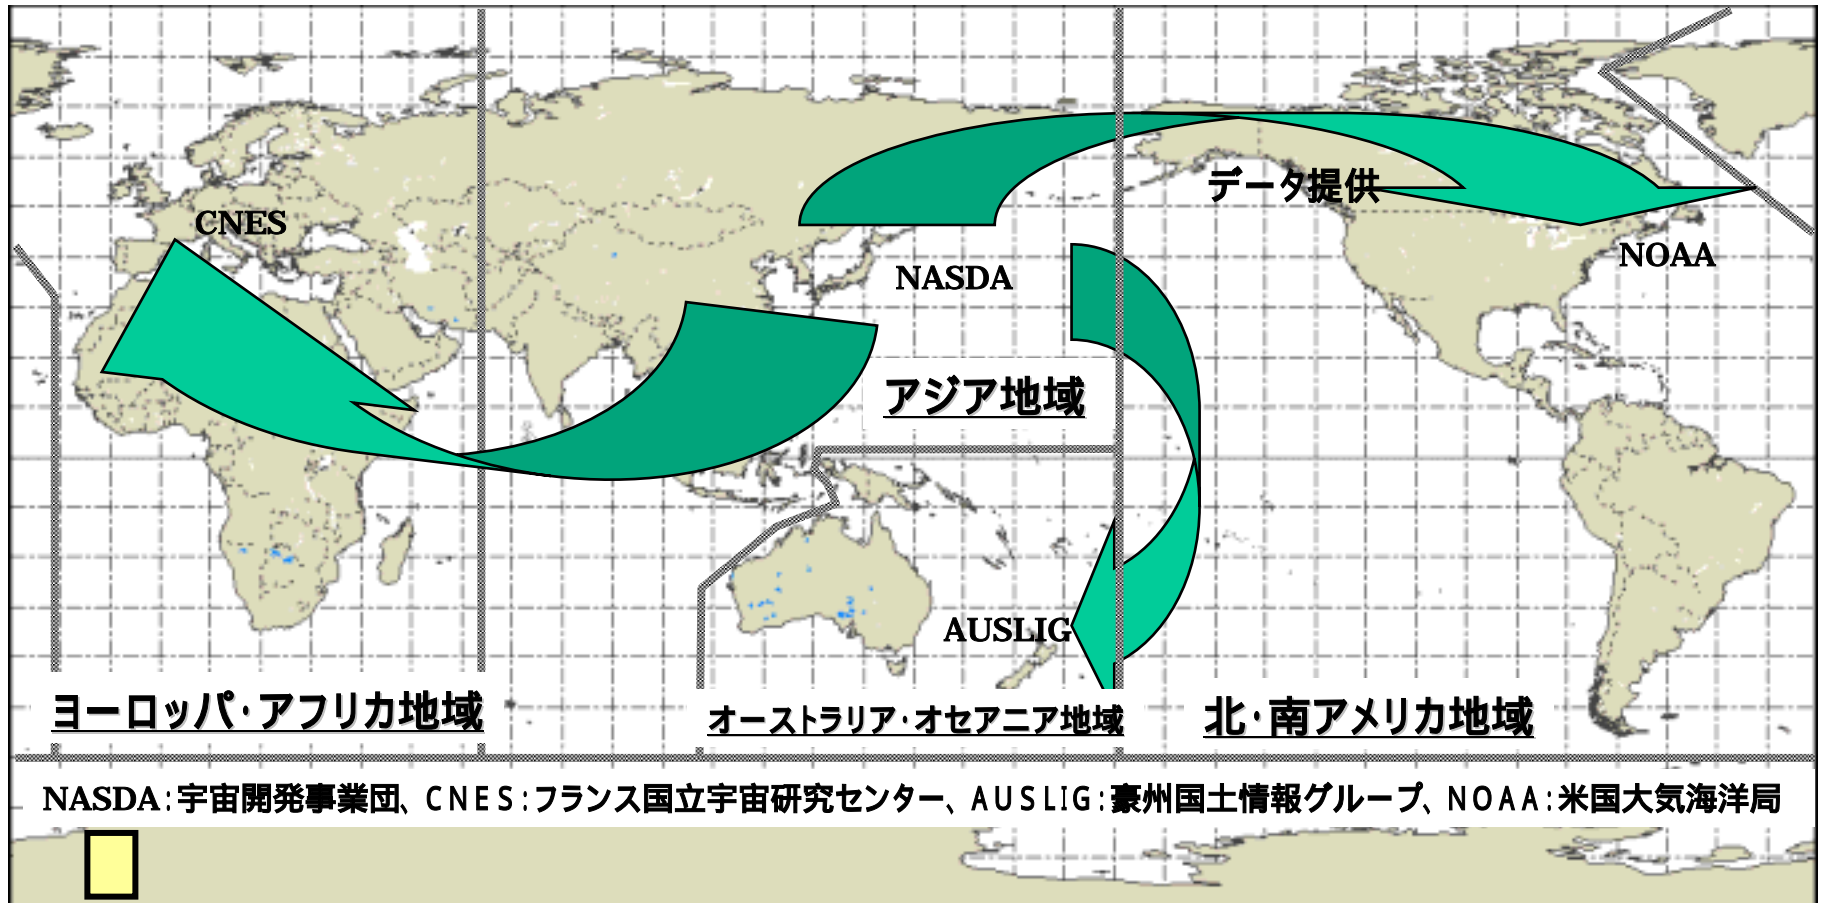 データ提供
CNES
NOAA
NASDA
アジア地域
AUSLIG
ヨーロッパ・アフリカ地域
オーストラリア・オセアニア地域
北・南アメリカ地域
NASDA:宇宙開発事業団、CNES:フランス国立宇宙研究センター、AUSLIG:豪州国土情報グループ、NOAA:米国大気海洋局